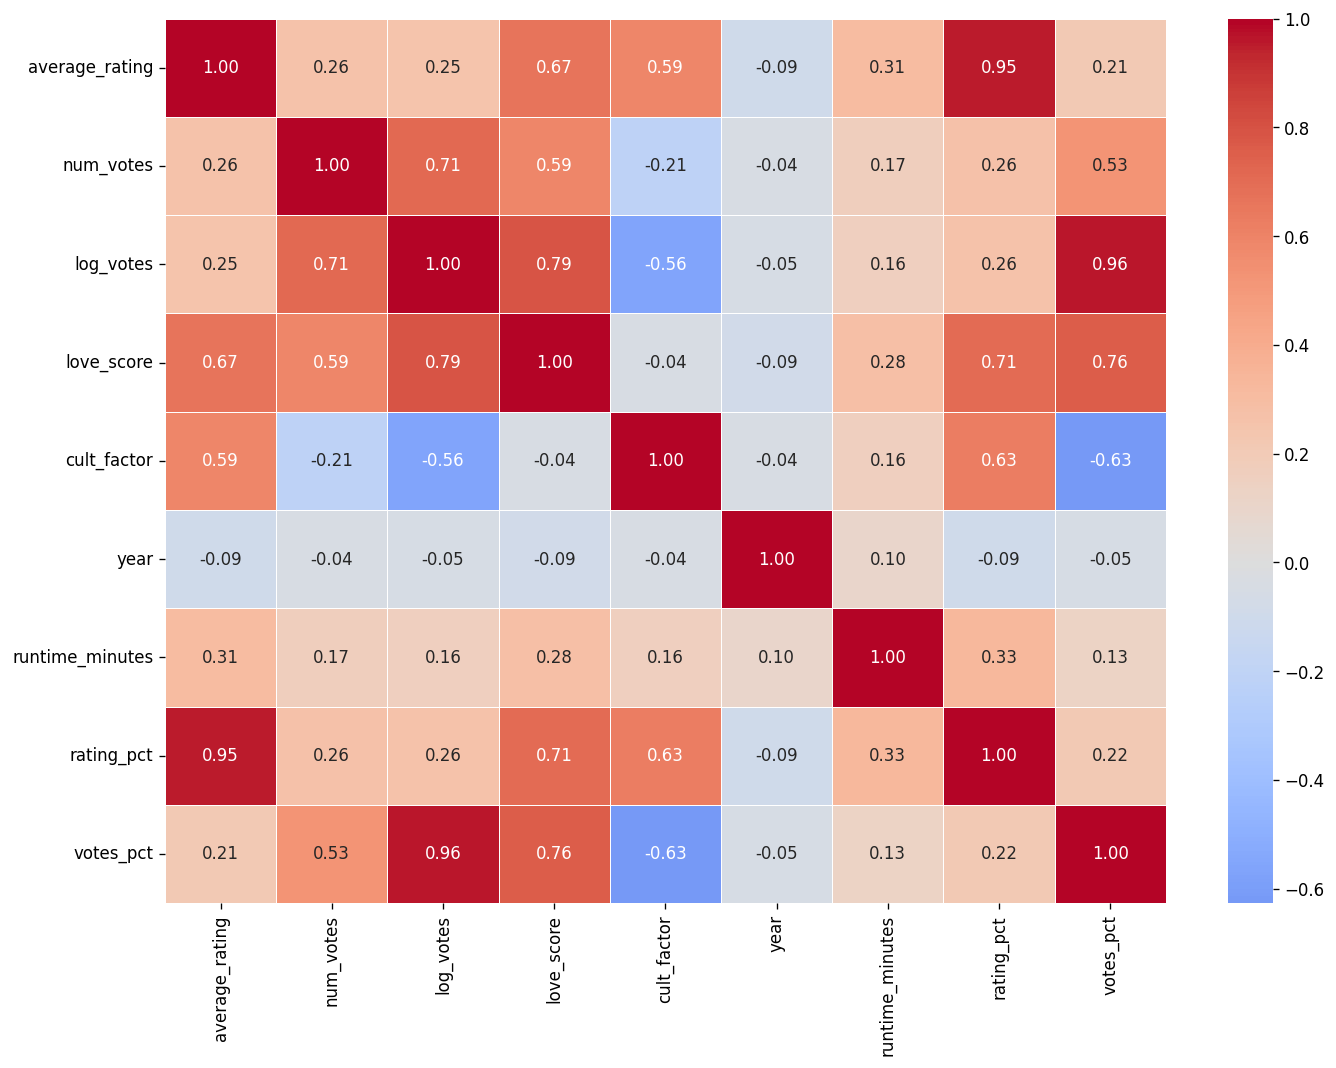 average_rating 1.00 0.26 0.25 0.67 0.59 -0.09 0.31 0.95 0.21
num_votes 0.26 1.00 0.71 0.59 -0.21 -0.04 0.17 0.26 0.53
log_votes 0.25 0.71 1.00 0.79 -0.56 -0.05 0.16 0.26 0.96
love_score 0.67 0.59 0.79 1.00 -0.04 -0.09 0.28 0.71 0.76
cult_factor 0.59 -0.21 -0.56 -0.04 1.00 -0.04 0.16 0.63 -0.63
year -0.09 -0.04 -0.05 -0.09 -0.04 1.00 0.10 -0.09 -0.05
runtime_minutes 0.31 0.17 0.16 0.28 0.16 0.10 1.00 0.33 0.13
rating_pct 0.95 0.26 0.26 0.71 0.63 -0.09 0.33 1.00 0.22
votes_pct 0.21 0.53 0.96 0.76 -0.63 -0.05 0.13 0.22 1.00
average_rating
num_votes
log_votes
love_score
cult_factor
year
runtime_minutes
rating_pct
votes_pct
1.0
0.8
0.6
0.4
0.2
0.0
−0.2
−0.4
−0.6